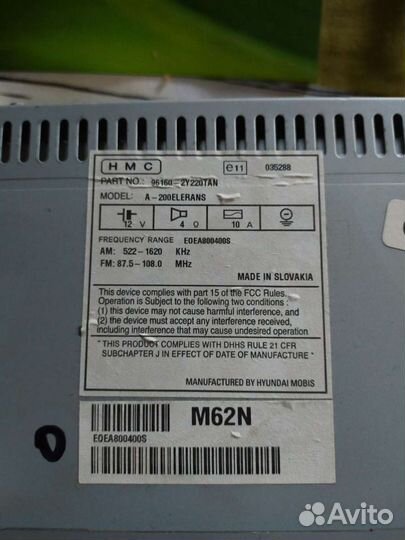 HMC e11 035288
PART NO.: 96160-2Y220TAN
MODEL: A-200ELERANS
12 V 4 Ω 10 A
FREQUENCY RANGE EOEA800400S
AM: 522-1620 KHz
FM: 87.5-108.0 MHz
MADE IN SLOVAKIA
This device complies with part 15 of the FCC Rules.
Operation is Subject to the following two conditions :
(1) this device may not cause harmful interference, and
(2) the device must accept any interference received,
including interference that may cause undesired operation
" THIS PRODUCT COMPLIES WITH DHHS RULE 21 CFR
SUBCHAPTER J IN EFFECT OF DATE OF MANUFACTURE "
MANUFACTURED BY HYUNDAI MOBIS
M62N
EOEA800400S
Avito